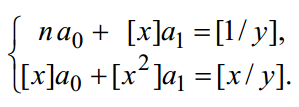 n a₀ + [x]a₁ = [1/y],
[x]a₀ + [x²]a₁ = [x/y].